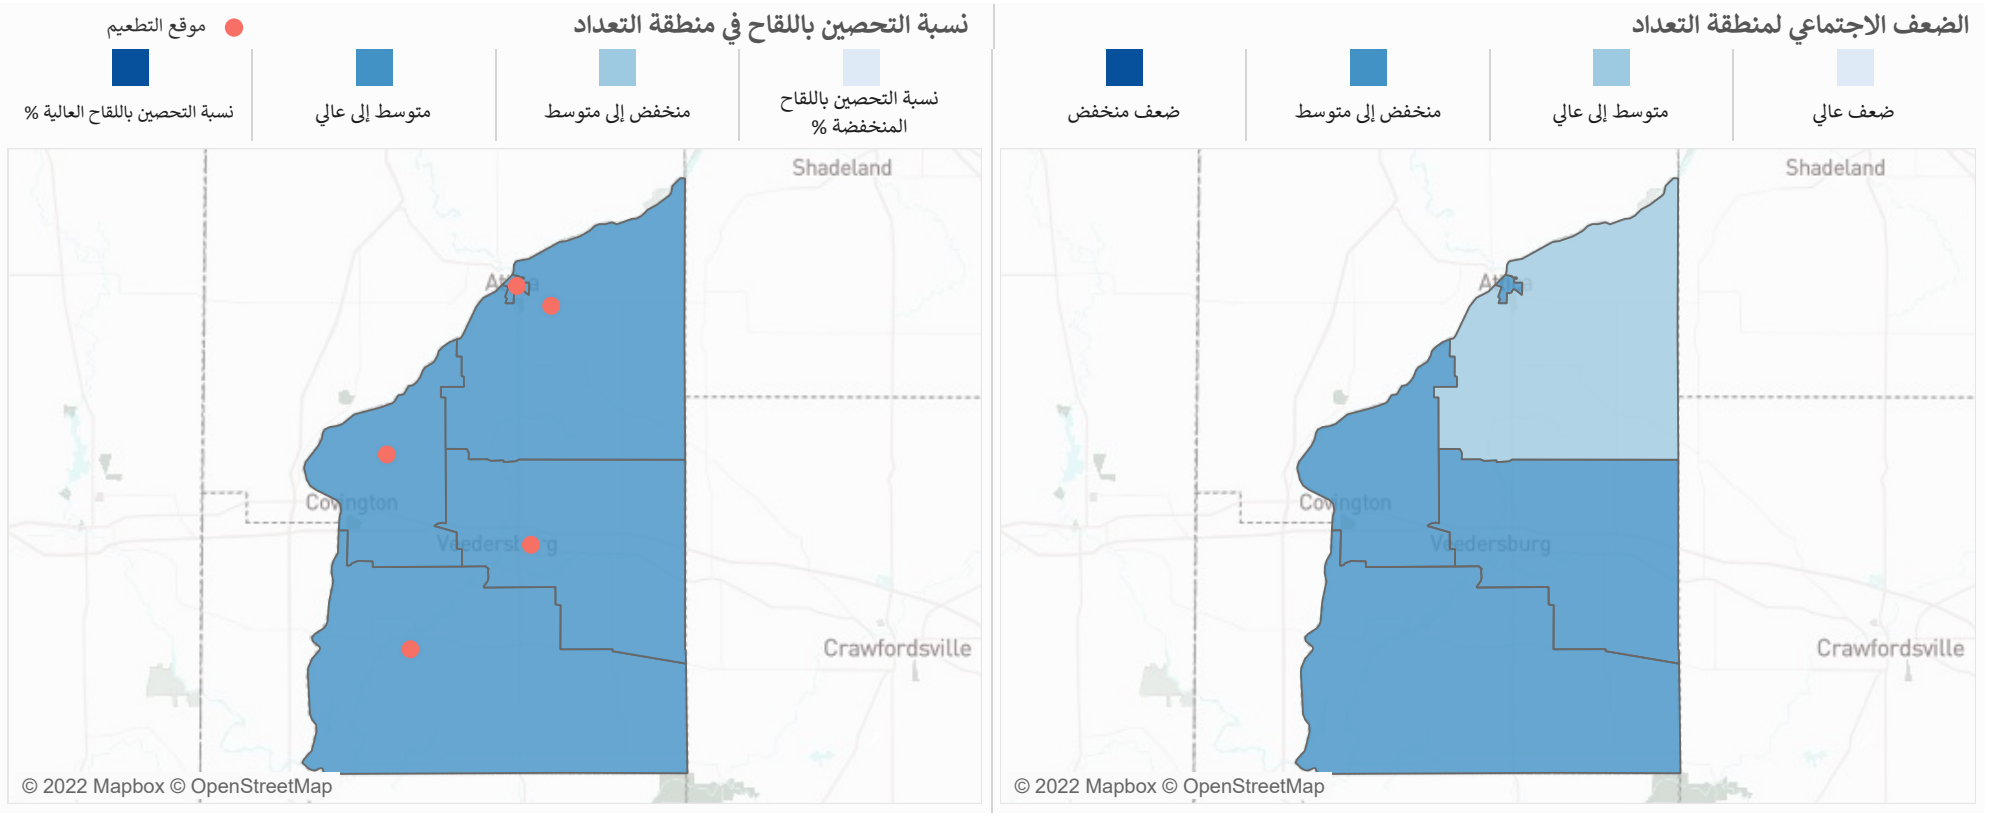 الضعف الاجتماعي لمنطقة التعداد
ضعف عالي
متوسط إلى عالي
منخفض إلى متوسط
ضعف منخفض
Shadeland
Covington
Veedersburg
Crawfordsville
© 2022 Mapbox © OpenStreetMap
نسبة التحصين باللقاح في منطقة التعداد
موقع التطعيم
نسبة التحصين باللقاح
المنخفضة %
منخفض إلى متوسط
متوسط إلى عالي
نسبة التحصين باللقاح العالية %
Shadeland
Covington
Crawfordsville
© 2022 Mapbox © OpenStreetMap